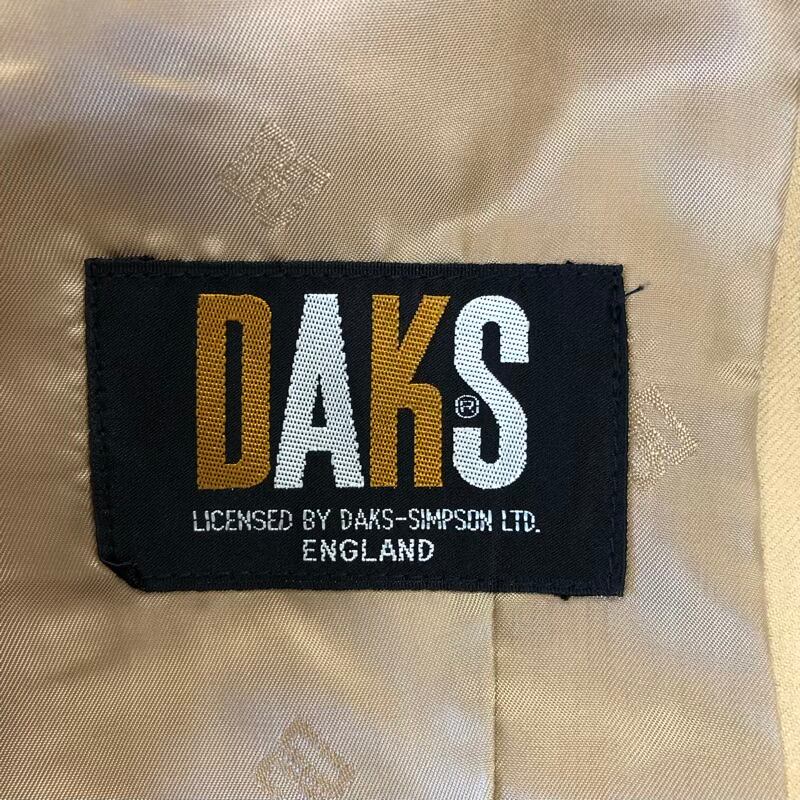 DAKS®
LICENSED BY DAKS-SIMPSON LTD.
ENGLAND